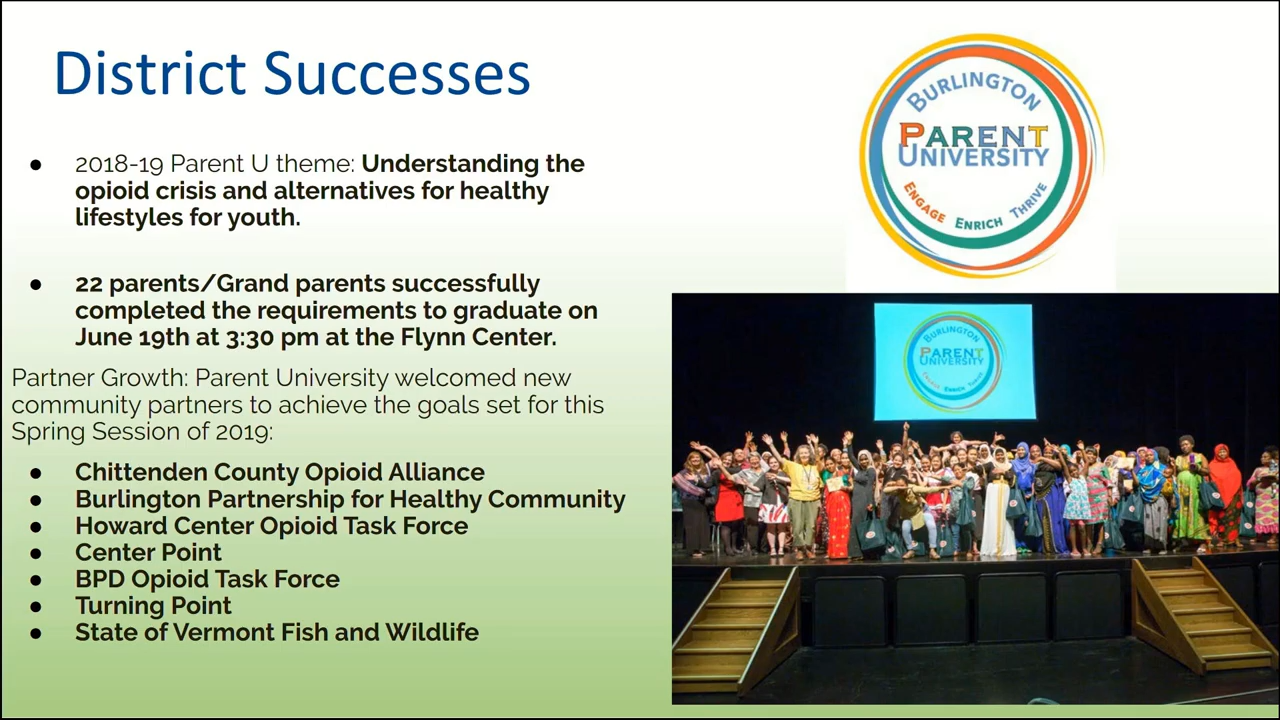 District Successes
● 2018-19 Parent U theme: Understanding the
opioid crisis and alternatives for healthy
lifestyles for youth.
● 22 parents/Grand parents successfully
completed the requirements to graduate on
June 19th at 3:30 pm at the Flynn Center.
Partner Growth: Parent University welcomed new
community partners to achieve the goals set for this
Spring Session of 2019:
● Chittenden County Opioid Alliance
● Burlington Partnership for Healthy Community
● Howard Center Opioid Task Force
● Center Point
● BPD Opioid Task Force
● Turning Point
● State of Vermont Fish and Wildlife
BURLINGTON
PARENT
UNIVERSITY
ENGAGE ENRICH THRIVE
BURLINGTON
PARENT
UNIVERSITY
ENGAGE ENRICH THRIVE